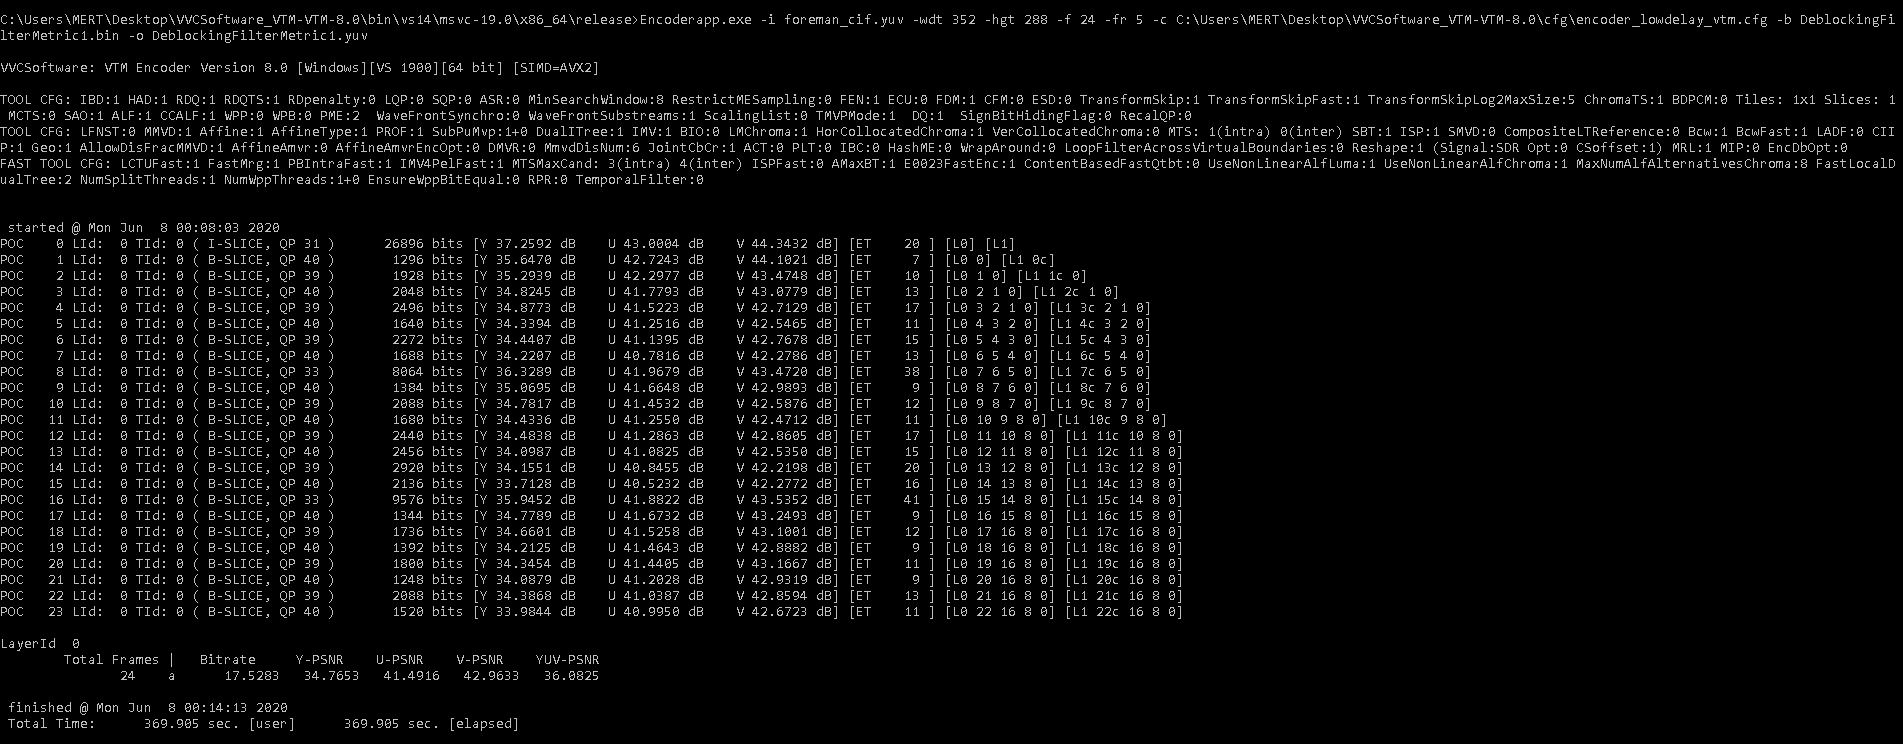 C:\Users\MERT\Desktop\VVCSoftware_VTM-VTM-8.0\bin\vs14\msvc-19.0\x86_64\release>Encoderapp.exe -i foreman_cif.yuv -wdt 352 -hgt 288 -f 24 -fr 5 -c C:\Users\MERT\Desktop\VVCSoftware_VTM-VTM-8.0\cfg\encoder_lowdelay_vtm.cfg -b DeblockingFi
lterMetric1.bin -o DeblockingFilterMetric1.yuv
VVCSoftware: VTM Encoder Version 8.0 [Windows][VS 1900][64 bit] [SIMD=AVX2]
TOOL CFG: IBD:1 HAD:1 RDQ:1 RDQTS:1 RDpenalty:0 LQP:0 SQP:0 ASR:0 MinSearchWindow:8 RestrictMESampling:0 FEN:1 ECU:0 FDM:1 CFM:0 ESD:0 TransformSkip:1 TransformSkipFast:1 TransformSkipLog2MaxSize:5 ChromaTS:1 BDPCM:0 Tiles: 1x1 Slices: 1
MCTS:0 SAO:1 ALF:1 CCALF:1 WPP:0 WPB:0 PME:2 WaveFrontSynchro:0 WaveFrontSubstreams:1 ScalingList:0 TMVPMode:1 DQ:1 SignBitHidingFlag:0 RecalQP:0
TOOL CFG: LFNST:0 MMVD:1 Affine:1 AffineType:1 PROF:1 SubPuMvp:1+0 DualITree:1 IMV:1 BIO:0 LMChroma:1 HorCollocatedChroma:1 VerCollocatedChroma:0 MTS: 1(intra) 0(inter) SBT:1 ISP:1 SMVD:0 CompositeLTReference:0 Bcw:1 BcwFast:1 LADF:0 CII
P:1 Geo:1 AllowDisFracMMVD:1 AffineAmvr:0 AffineAmvrEncOpt:0 DMVR:0 MmvdDisNum:6 JointCbCr:1 ACT:0 PLT:0 IBC:0 HashME:0 WrapAround:0 LoopFilterAcrossVirtualBoundaries:0 Reshape:1 (Signal:SDR Opt:0 CSoffset:1) MRL:1 MIP:0 EncDbOpt:0
FAST TOOL CFG: LCTUFast:1 FastMrg:1 PBIntraFast:1 IMV4PelFast:1 MTSMaxCand: 3(intra) 4(inter) ISPFast:0 AMaxBT:1 E0023FastEnc:1 ContentBasedFastQtbt:0 UseNonLinearAlfLuma:1 UseNonLinearAlfChroma:1 MaxNumAlfAlternativesChroma:8 FastLocalD
ualTree:2 NumSplitThreads:1 NumWppThreads:1+0 EnsureWppBitEqual:0 RPR:0 TemporalFilter:0
started @ Mon Jun 8 00:08:03 2020
POC 0 LId: 0 TId: 0 ( I-SLICE, QP 31 ) 26896 bits [Y 37.2592 dB U 43.0004 dB V 44.3432 dB] [ET 20 ] [L0] [L1]
POC 1 LId: 0 TId: 0 ( B-SLICE, QP 40 ) 1296 bits [Y 35.6470 dB U 42.7243 dB V 44.1021 dB] [ET 7 ] [L0 0] [L1 0c]
POC 2 LId: 0 TId: 0 ( B-SLICE, QP 39 ) 1928 bits [Y 35.2939 dB U 42.2977 dB V 43.4748 dB] [ET 10 ] [L0 1 0] [L1 1c 0]
POC 3 LId: 0 TId: 0 ( B-SLICE, QP 40 ) 2048 bits [Y 34.8245 dB U 41.7793 dB V 43.0779 dB] [ET 13 ] [L0 2 1 0] [L1 2c 1 0]
POC 4 LId: 0 TId: 0 ( B-SLICE, QP 39 ) 2496 bits [Y 34.8773 dB U 41.5223 dB V 42.7129 dB] [ET 17 ] [L0 3 2 1 0] [L1 3c 2 1 0]
POC 5 LId: 0 TId: 0 ( B-SLICE, QP 40 ) 1640 bits [Y 34.3394 dB U 41.2516 dB V 42.5465 dB] [ET 11 ] [L0 4 3 2 0] [L1 4c 3 2 0]
POC 6 LId: 0 TId: 0 ( B-SLICE, QP 39 ) 2272 bits [Y 34.4407 dB U 41.1395 dB V 42.7678 dB] [ET 15 ] [L0 5 4 3 0] [L1 5c 4 3 0]
POC 7 LId: 0 TId: 0 ( B-SLICE, QP 40 ) 1688 bits [Y 34.2207 dB U 40.7816 dB V 42.2786 dB] [ET 13 ] [L0 6 5 4 0] [L1 6c 5 4 0]
POC 8 LId: 0 TId: 0 ( B-SLICE, QP 33 ) 8064 bits [Y 36.3289 dB U 41.9679 dB V 43.4720 dB] [ET 38 ] [L0 7 6 5 0] [L1 7c 6 5 0]
POC 9 LId: 0 TId: 0 ( B-SLICE, QP 40 ) 1384 bits [Y 35.0695 dB U 41.6648 dB V 42.9893 dB] [ET 9 ] [L0 8 7 6 0] [L1 8c 7 6 0]
POC 10 LId: 0 TId: 0 ( B-SLICE, QP 39 ) 2088 bits [Y 34.7817 dB U 41.4532 dB V 42.5876 dB] [ET 12 ] [L0 9 8 7 0] [L1 9c 8 7 0]
POC 11 LId: 0 TId: 0 ( B-SLICE, QP 40 ) 1680 bits [Y 34.4336 dB U 41.2550 dB V 42.4712 dB] [ET 11 ] [L0 10 9 8 0] [L1 10c 9 8 0]
POC 12 LId: 0 TId: 0 ( B-SLICE, QP 39 ) 2440 bits [Y 34.4838 dB U 41.2863 dB V 42.8605 dB] [ET 17 ] [L0 11 10 8 0] [L1 11c 10 8 0]
POC 13 LId: 0 TId: 0 ( B-SLICE, QP 40 ) 2456 bits [Y 34.0987 dB U 41.0825 dB V 42.5350 dB] [ET 15 ] [L0 12 11 8 0] [L1 12c 11 8 0]
POC 14 LId: 0 TId: 0 ( B-SLICE, QP 39 ) 2920 bits [Y 34.1551 dB U 40.8455 dB V 42.2198 dB] [ET 20 ] [L0 13 12 8 0] [L1 13c 12 8 0]
POC 15 LId: 0 TId: 0 ( B-SLICE, QP 40 ) 2136 bits [Y 33.7128 dB U 40.5232 dB V 42.2772 dB] [ET 16 ] [L0 14 13 8 0] [L1 14c 13 8 0]
POC 16 LId: 0 TId: 0 ( B-SLICE, QP 33 ) 9576 bits [Y 35.9452 dB U 41.8822 dB V 43.5352 dB] [ET 41 ] [L0 15 14 8 0] [L1 15c 14 8 0]
POC 17 LId: 0 TId: 0 ( B-SLICE, QP 40 ) 1344 bits [Y 34.7789 dB U 41.6732 dB V 43.2493 dB] [ET 9 ] [L0 16 15 8 0] [L1 16c 15 8 0]
POC 18 LId: 0 TId: 0 ( B-SLICE, QP 39 ) 1736 bits [Y 34.6601 dB U 41.5258 dB V 43.1001 dB] [ET 12 ] [L0 17 16 8 0] [L1 17c 16 8 0]
POC 19 LId: 0 TId: 0 ( B-SLICE, QP 40 ) 1392 bits [Y 34.2125 dB U 41.4643 dB V 42.8882 dB] [ET 9 ] [L0 18 16 8 0] [L1 18c 16 8 0]
POC 20 LId: 0 TId: 0 ( B-SLICE, QP 39 ) 1800 bits [Y 34.3454 dB U 41.4405 dB V 43.1667 dB] [ET 11 ] [L0 19 16 8 0] [L1 19c 16 8 0]
POC 21 LId: 0 TId: 0 ( B-SLICE, QP 40 ) 1248 bits [Y 34.0879 dB U 41.2028 dB V 42.9319 dB] [ET 9 ] [L0 20 16 8 0] [L1 20c 16 8 0]
POC 22 LId: 0 TId: 0 ( B-SLICE, QP 39 ) 2088 bits [Y 34.3868 dB U 41.0387 dB V 42.8594 dB] [ET 13 ] [L0 21 16 8 0] [L1 21c 16 8 0]
POC 23 LId: 0 TId: 0 ( B-SLICE, QP 40 ) 1520 bits [Y 33.9844 dB U 40.9950 dB V 42.6723 dB] [ET 11 ] [L0 22 16 8 0] [L1 22c 16 8 0]
LayerId 0
Total Frames | Bitrate Y-PSNR U-PSNR V-PSNR YUV-PSNR
24 a 17.5283 34.7653 41.4916 42.9633 36.0825
finished @ Mon Jun 8 00:14:13 2020
Total Time: 369.905 sec. [user] 369.905 sec. [elapsed]